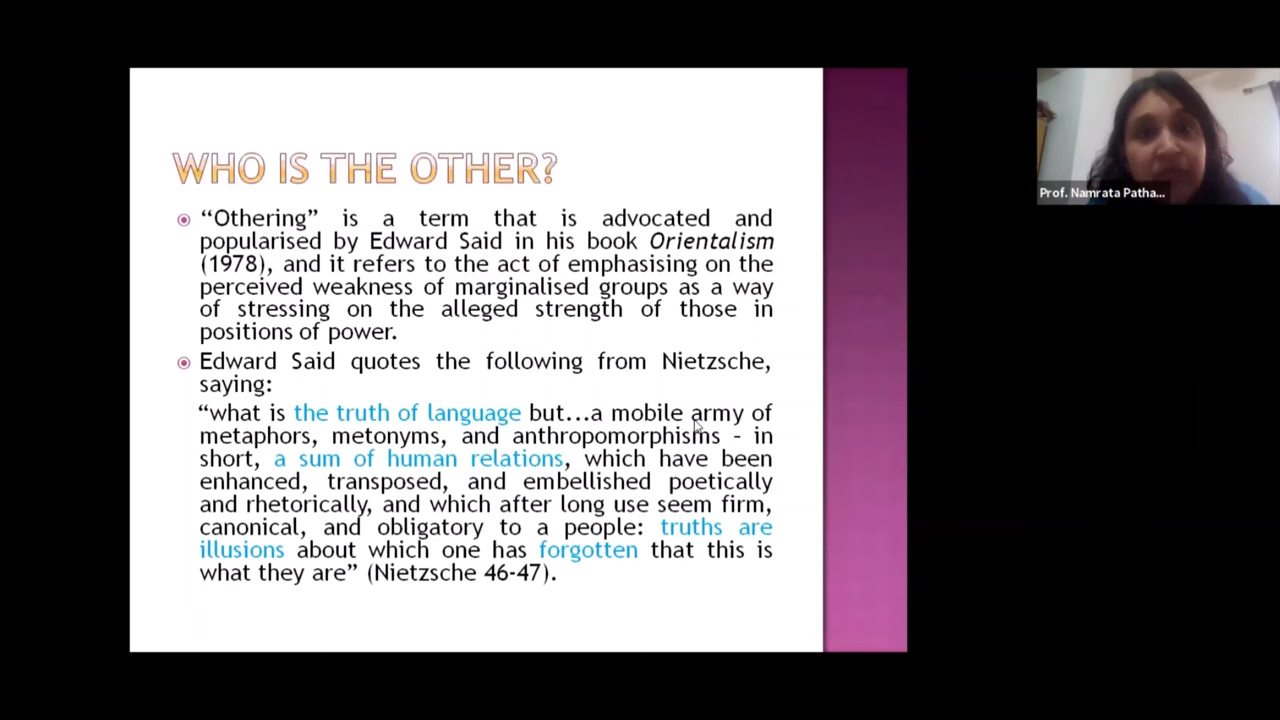 WHO IS THE OTHER?
“Othering” is a term that is advocated and
popularised by Edward Said in his book Orientalism
(1978), and it refers to the act of emphasising on the
perceived weakness of marginalised groups as a way
of stressing on the alleged strength of those in
positions of power.
Edward Said quotes the following from Nietzsche,
saying:
“what is the truth of language but...a mobile army of
metaphors, metonyms, and anthropomorphisms - in
short, a sum of human relations, which have been
enhanced, transposed, and embellished poetically
and rhetorically, and which after long use seem firm,
canonical, and obligatory to a people: truths are
illusions about which one has forgotten that this is
what they are” (Nietzsche 46-47).
Prof. Namrata Patha...